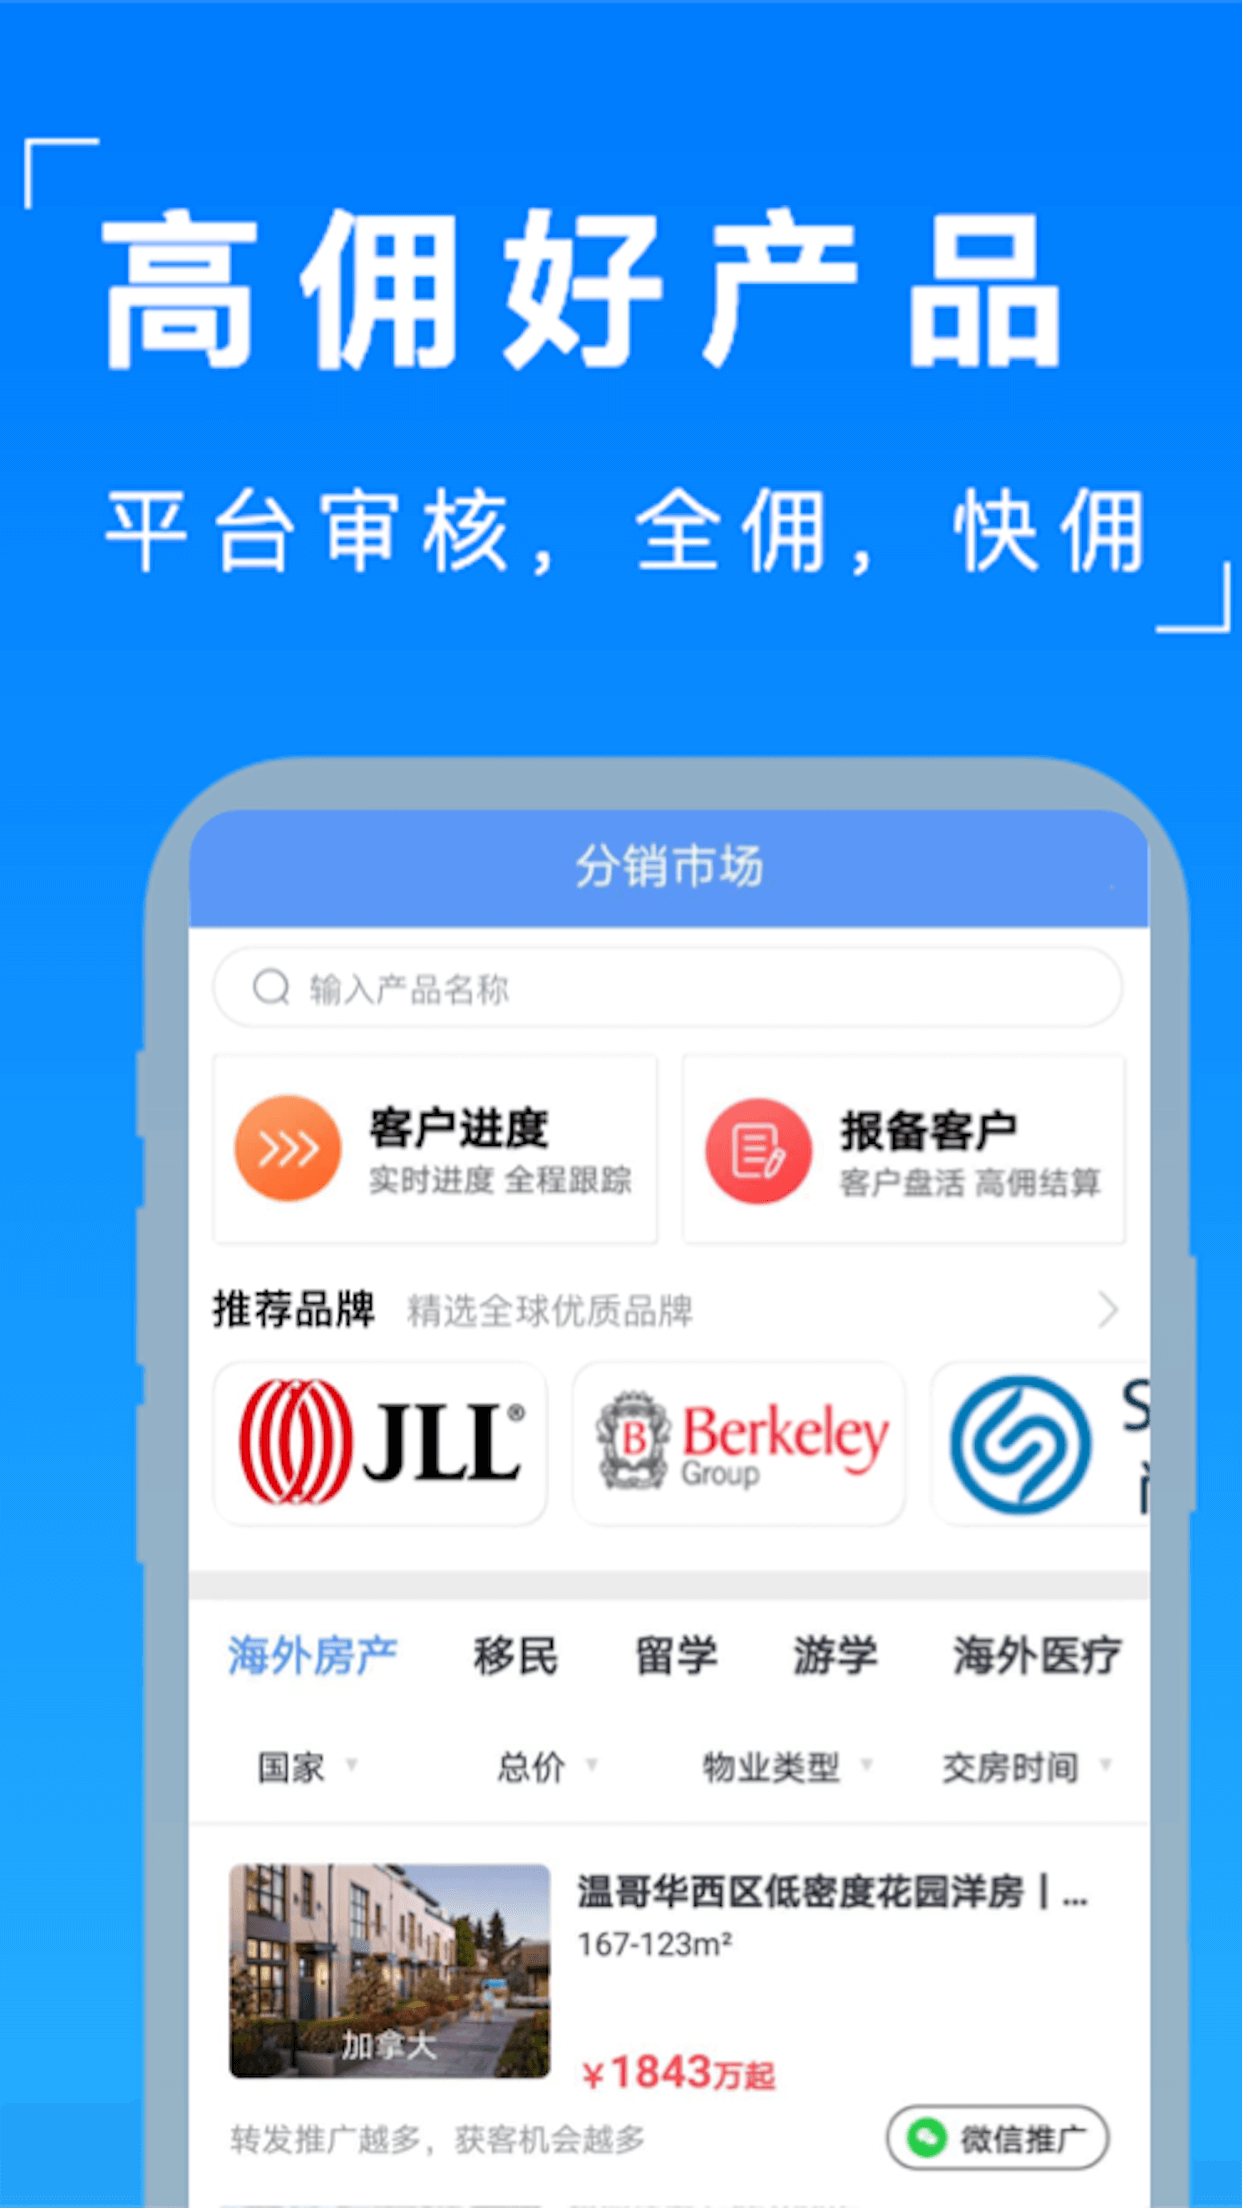 高佣好产品
平台审核，全佣，快佣
分销市场
输入产品名称
客户进度
实时进度 全程跟踪
报备客户
客户盘活 高佣结算
推荐品牌 精选全球优质品牌
JLL®
B Berkeley
Group
S
海外房产 移民 留学 游学 海外医疗
国家 总价 物业类型 交房时间
温哥华西区低密度花园洋房 | ...
167-123m²
加拿大
¥1843万起
转发推广越多，获客机会越多
微信推广